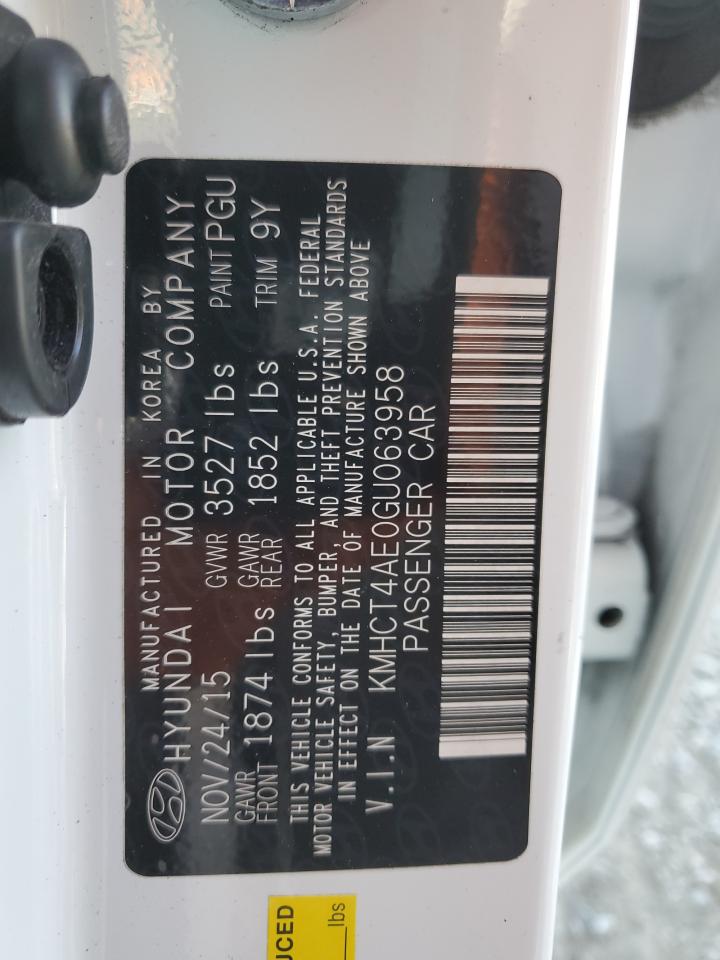 MANUFACTURED IN KOREA BY
HYUNDAI MOTOR COMPANY
NOV/24/15 GVWR 3527 lbs PAINT PGU
GAWR FRONT 1874 lbs GAWR REAR 1852 lbs TRIM 9Y
THIS VEHICLE CONFORMS TO ALL APPLICABLE U.S.A. FEDERAL
MOTOR VEHICLE SAFETY, BUMPER, AND THEFT PREVENTION STANDARDS
IN EFFECT ON THE DATE OF MANUFACTURE SHOWN ABOVE
V.I.N KMHCT4AE0GU063958
PASSENGER CAR
UCED
lbs